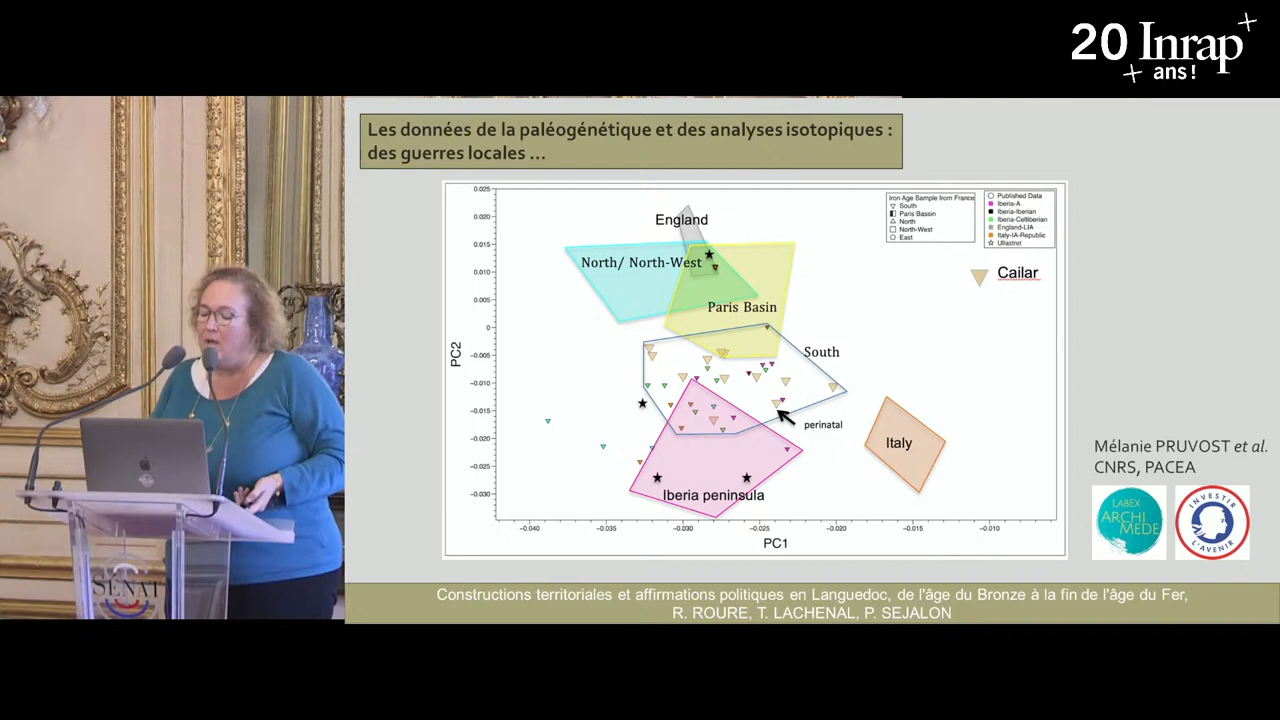 20 Inrap
ans !
Les données de la paléogénétique et des analyses isotopiques :
des guerres locales ...
0.025
0.020
0.015
0.010
0.005
0
−0.005
−0.010
−0.015
−0.020
−0.025
−0.030
PC2
England
North/ North-West
Paris Basin
South
perinatal
Italy
Iberia peninsula
Iron Age Sample from France
South
Paris Bassin
North
North-West
East
Published Data
Iberia-A
Iberia-Iberian
Iberia-Celtiberian
England-LIA
Italy-IA-Republic
Ullastret
Cailar
−0.040
−0.035
−0.030
−0.025
−0.020
−0.015
−0.010
PC1
Mélanie PRUVOST et al.
CNRS, PACEA
LABEX
ARCHI
MEDE
INVESTIR
L'AVENIR
SÉNAT
Constructions territoriales et affirmations politiques en Languedoc, de l'âge du Bronze à la fin de l'âge du Fer,
R. ROURE, T. LACHENAL, P. SEJALON